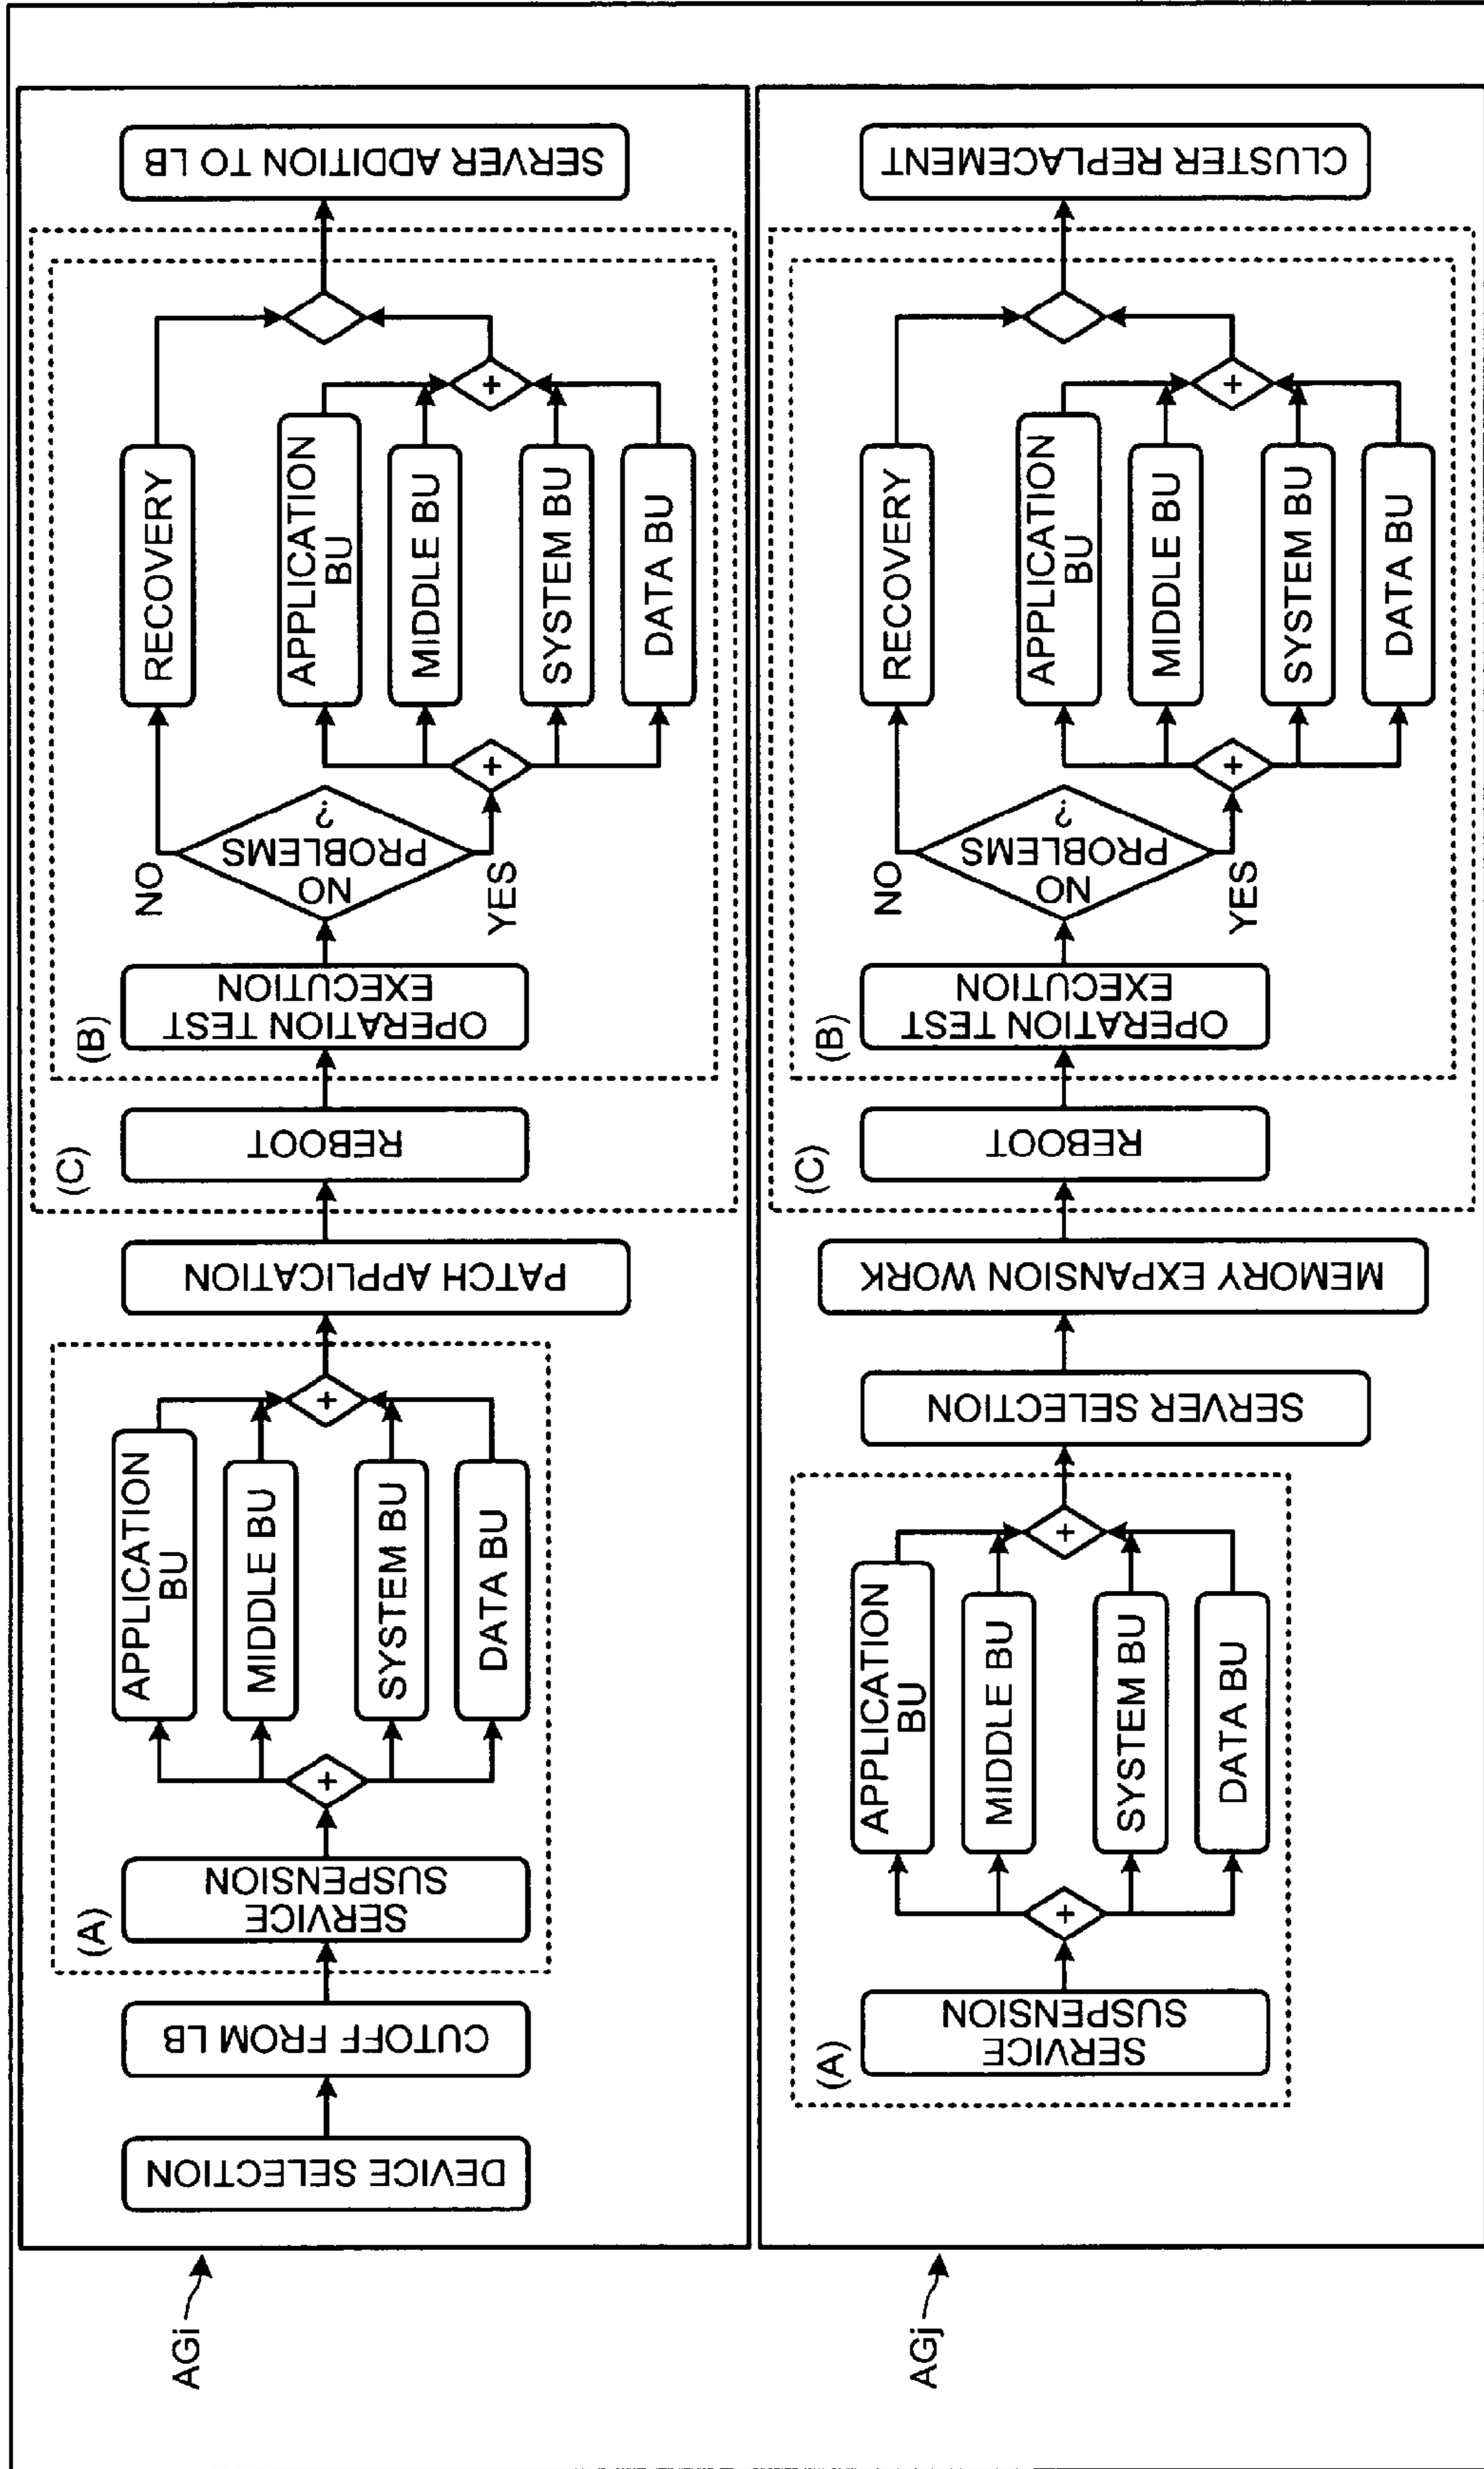 AGi
DEVICE SELECTION
CUTOFF FROM LB
(A)
SERVICE
SUSPENSION
+
APPLICATION
BU
MIDDLE BU
SYSTEM BU
DATA BU
+
PATCH APPLICATION
(C)
REBOOT
(B)
OPERATION TEST
EXECUTION
NO
PROBLEMS
?
NO
YES
RECOVERY
+
APPLICATION
BU
MIDDLE BU
SYSTEM BU
DATA BU
+
SERVER ADDITION TO LB
AGj
(A)
SERVICE
SUSPENSION
+
APPLICATION
BU
MIDDLE BU
SYSTEM BU
DATA BU
+
SERVER SELECTION
MEMORY EXPANSION WORK
(C)
REBOOT
(B)
OPERATION TEST
EXECUTION
NO
PROBLEMS
?
NO
YES
RECOVERY
+
APPLICATION
BU
MIDDLE BU
SYSTEM BU
DATA BU
+
CLUSTER REPLACEMENT